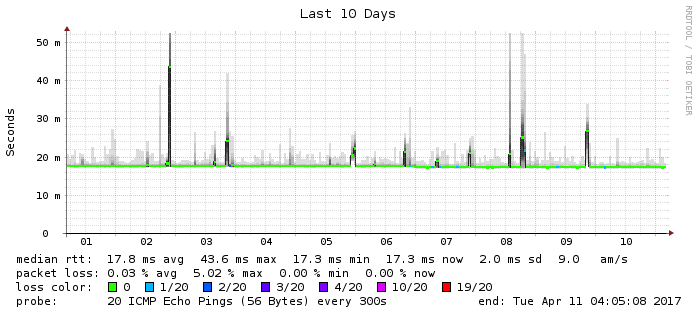 Last 10 Days
RRDTOOL / TOBI OETIKER
Seconds
50 m
40 m
30 m
20 m
10 m
0
01 02 03 04 05 06 07 08 09 10
median rtt: 17.8 ms avg 43.6 ms max 17.3 ms min 17.3 ms now 2.0 ms sd 9.0 am/s
packet loss: 0.03 % avg 5.02 % max 0.00 % min 0.00 % now
loss color: 0 1/20 2/20 3/20 4/20 10/20 19/20
probe: 20 ICMP Echo Pings (56 Bytes) every 300s end: Tue Apr 11 04:05:08 2017